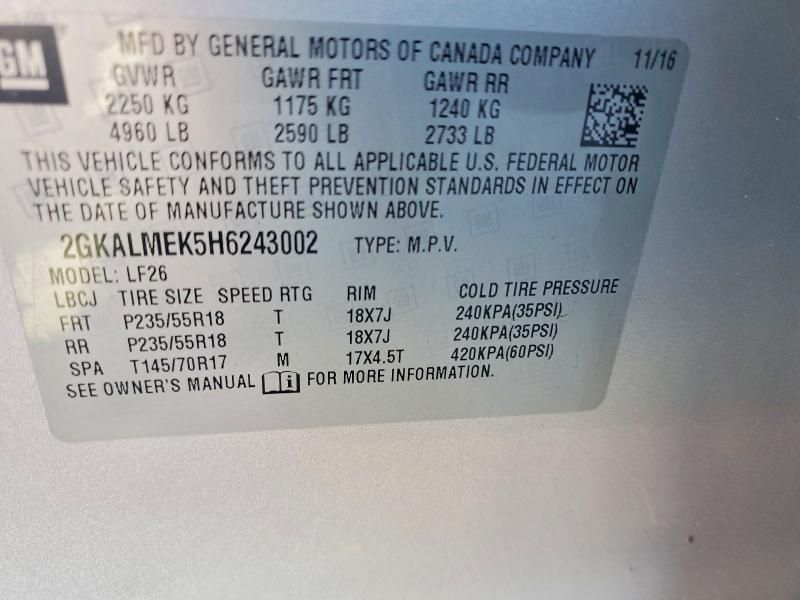 GM
MFD BY GENERAL MOTORS OF CANADA COMPANY 11/16
GVWR GAWR FRT GAWR RR
2250 KG 1175 KG 1240 KG
4960 LB 2590 LB 2733 LB
THIS VEHICLE CONFORMS TO ALL APPLICABLE U.S. FEDERAL MOTOR
VEHICLE SAFETY AND THEFT PREVENTION STANDARDS IN EFFECT ON
THE DATE OF MANUFACTURE SHOWN ABOVE.
2GKALMEK5H6243002 TYPE: M.P.V.
MODEL: LF26
LBCJ TIRE SIZE SPEED RTG RIM COLD TIRE PRESSURE
FRT P235/55R18 T 18X7J 240KPA(35PSI)
RR P235/55R18 T 18X7J 240KPA(35PSI)
SPA T145/70R17 M 17X4.5T 420KPA(60PSI)
SEE OWNER'S MANUAL FOR MORE INFORMATION.